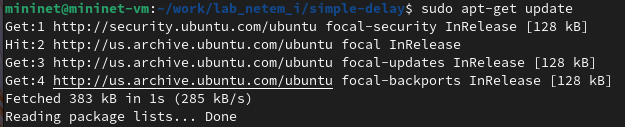 mininet@mininet-vm:~/work/lab_netem_i/simple-delay$ sudo apt-get update
Get:1 http://security.ubuntu.com/ubuntu focal-security InRelease [128 kB]
Hit:2 http://us.archive.ubuntu.com/ubuntu focal InRelease
Get:3 http://us.archive.ubuntu.com/ubuntu focal-updates InRelease [128 kB]
Get:4 http://us.archive.ubuntu.com/ubuntu focal-backports InRelease [128 kB]
Fetched 383 kB in 1s (285 kB/s)
Reading package lists... Done